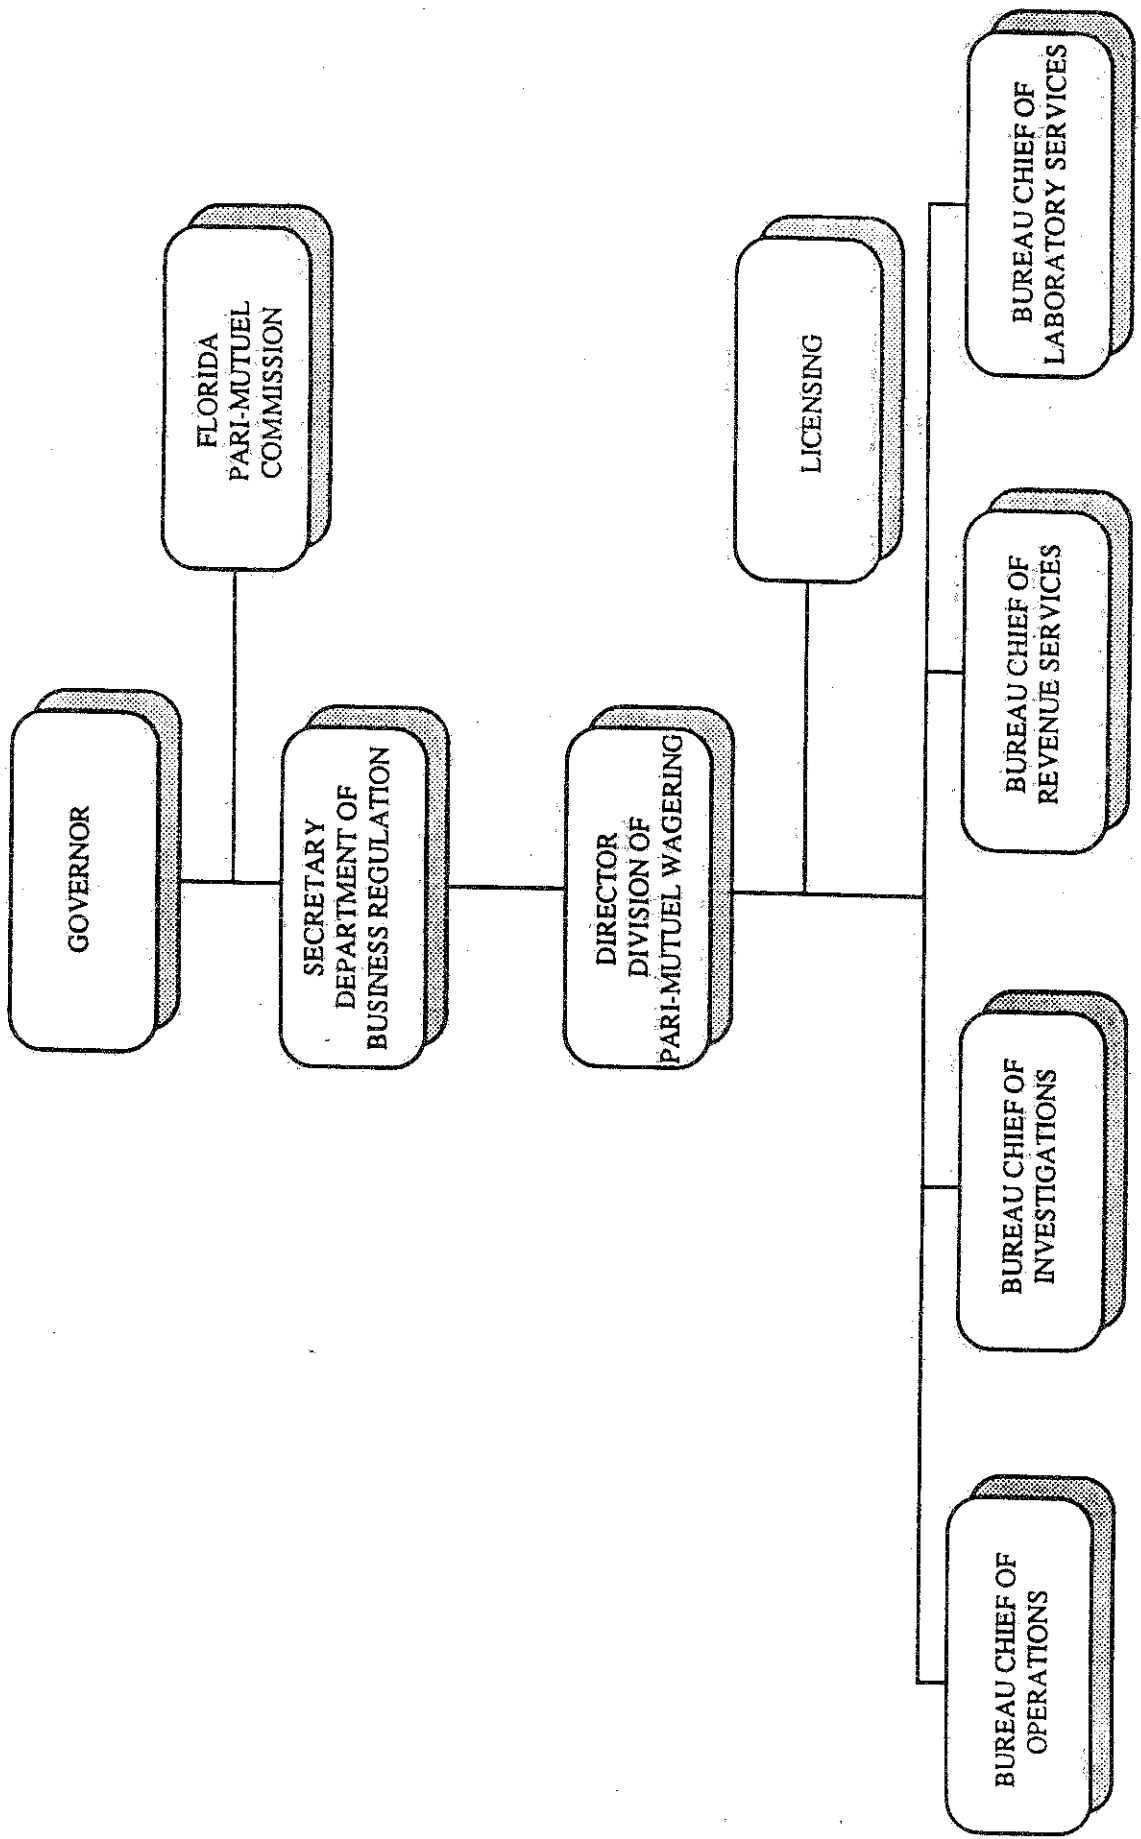 GOVERNOR
FLORIDA
PARI-MUTUEL
COMMISSION
SECRETARY
DEPARTMENT OF
BUSINESS REGULATION
DIRECTOR
DIVISION OF
PARI-MUTUEL WAGERING
LICENSING
BUREAU CHIEF OF
OPERATIONS
BUREAU CHIEF OF
INVESTIGATIONS
BUREAU CHIEF OF
REVENUE SERVICES
BUREAU CHIEF OF
LABORATORY SERVICES